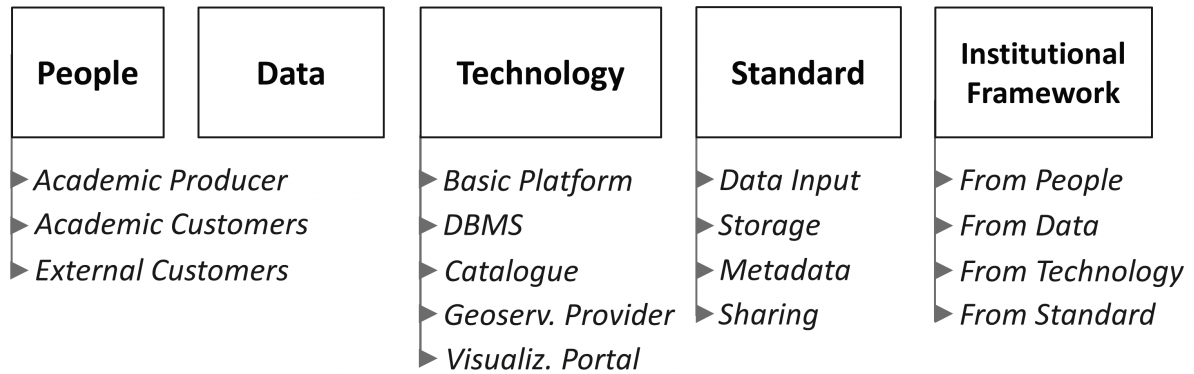 People
Data
Technology
Standard
Institutional
Framework
Academic Producer
Academic Customers
External Customers
Basic Platform
DBMS
Catalogue
Geoserv. Provider
Visualiz. Portal
Data Input
Storage
Metadata
Sharing
From People
From Data
From Technology
From Standard